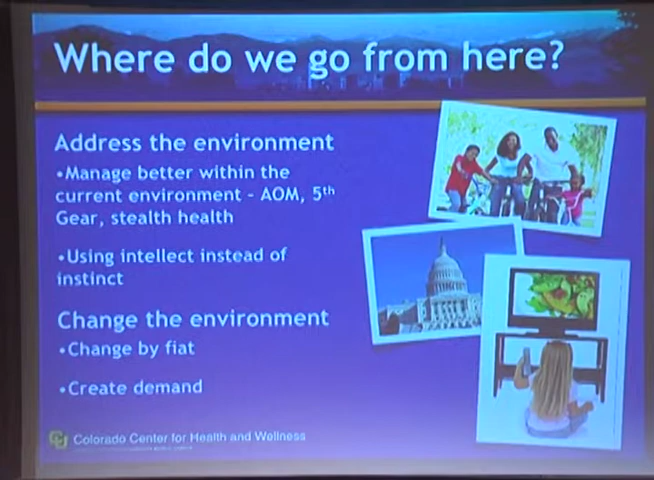 Where do we go from here?
Address the environment
•Manage better within the
current environment – AOM, 5th
Gear, stealth health
•Using intellect instead of
instinct
Change the environment
•Change by fiat
•Create demand
CU Colorado Center for Health and Wellness